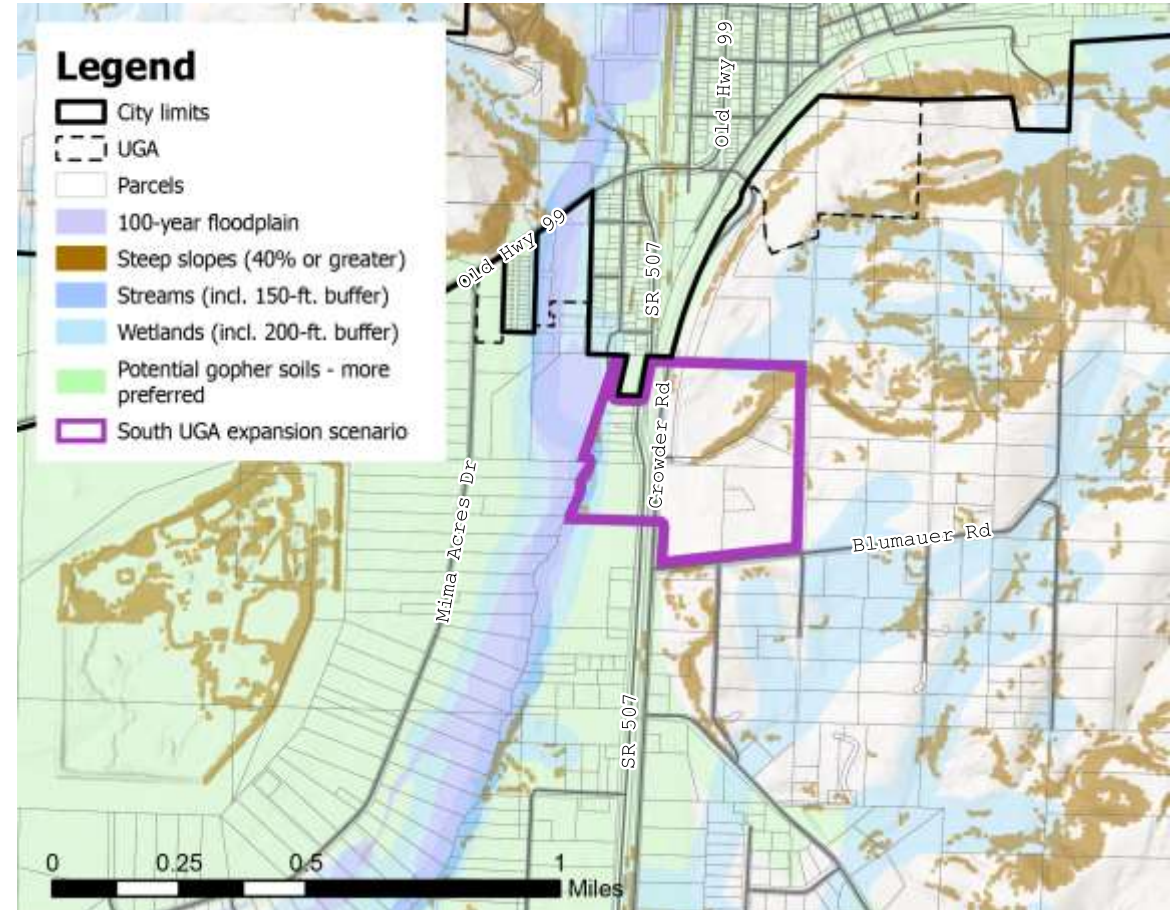 Legend
City limits
UGA
Parcels
100-year floodplain
Steep slopes (40% or greater)
Streams (incl. 150-ft. buffer)
Wetlands (incl. 200-ft. buffer)
Potential gopher soils - more
preferred
South UGA expansion scenario
Old Hwy 99
Old Hwy 99
SR 507
Crowder Rd
Mima Acres Dr
Blumauer Rd
SR 507
0 0.25 0.5 1
Miles